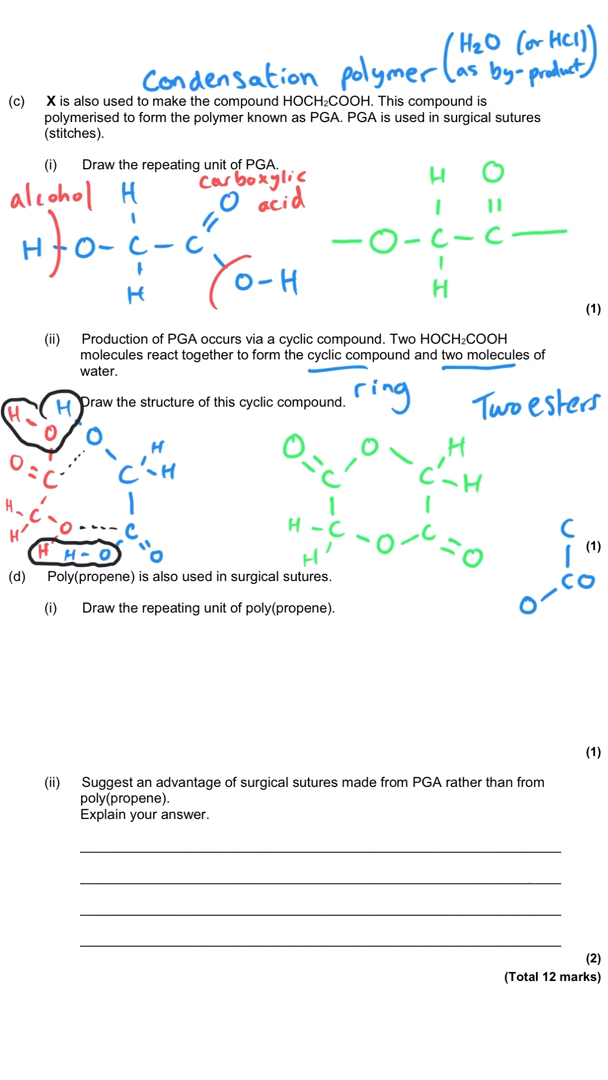 Condensation polymer (H2O (or HCl) as by-product)
(c) X is also used to make the compound HOCH₂COOH. This compound is
polymerised to form the polymer known as PGA. PGA is used in surgical sutures
(stitches).
(i) Draw the repeating unit of PGA.
alcohol
carboxylic
acid
H O
H-O-C-C
O
H
O-H
H O
-O-C-C-
H
(1)
(ii) Production of PGA occurs via a cyclic compound. Two HOCH₂COOH
molecules react together to form the cyclic compound and two molecules of
water.
ring
Draw the structure of this cyclic compound.
Two esters
H H O H
O C-H
O=C
H-C C
H O O
H H-O
O O H
C C-H
H-C C
H O O
C
CO
O
(1)
(d) Poly(propene) is also used in surgical sutures.
(i) Draw the repeating unit of poly(propene).
(1)
(ii) Suggest an advantage of surgical sutures made from PGA rather than from
poly(propene).
Explain your answer.
(2)
(Total 12 marks)